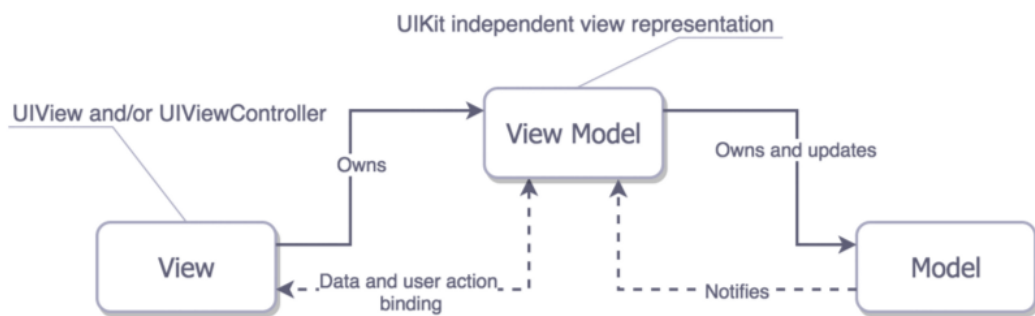 UIKit independent view representation
UIView and/or UIViewController
View Model
Owns
Owns and updates
View
Data and user action
binding
Notifies
Model